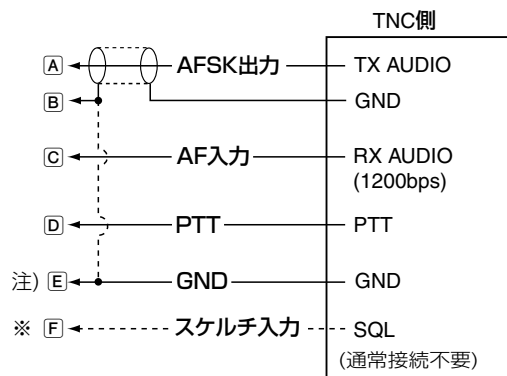 TNC側
A AFSK出力 TX AUDIO
B GND
C AF入力 RX AUDIO
(1200bps)
D PTT PTT
注) E GND GND
※ F スケルチ入力 SQL
(通常接続不要)